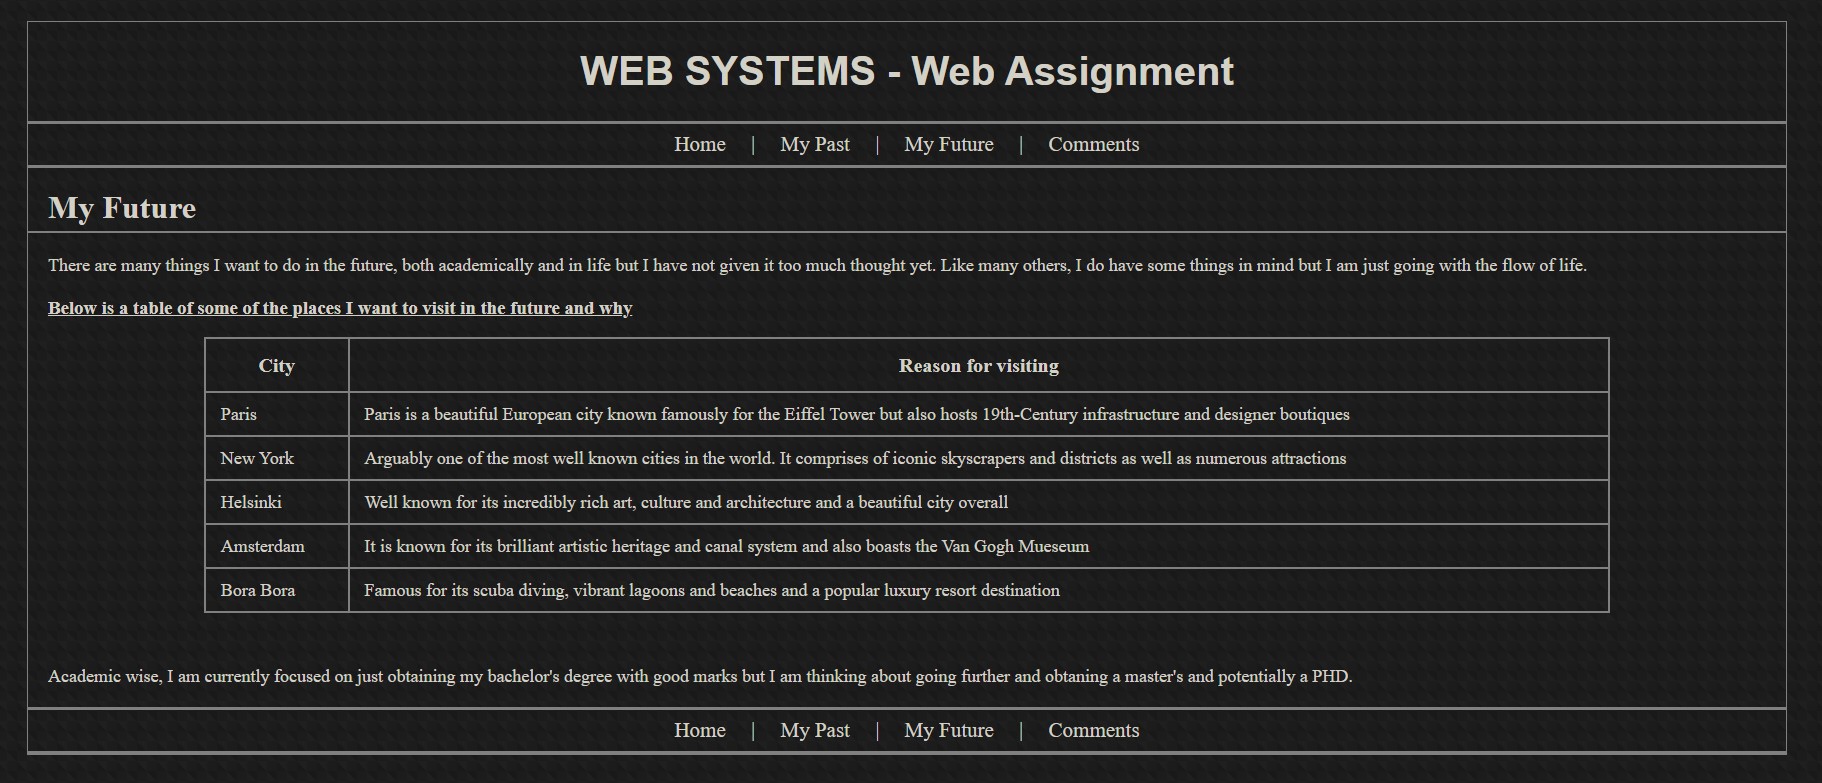 WEB SYSTEMS - Web Assignment
Home | My Past | My Future | Comments
My Future
There are many things I want to do in the future, both academically and in life but I have not given it too much thought yet. Like many others, I do have some things in mind but I am just going with the flow of life.
Below is a table of some of the places I want to visit in the future and why
City Reason for visiting
Paris Paris is a beautiful European city known famously for the Eiffel Tower but also hosts 19th-Century infrastructure and designer boutiques
New York Arguably one of the most well known cities in the world. It comprises of iconic skyscrapers and districts as well as numerous attractions
Helsinki Well known for its incredibly rich art, culture and architecture and a beautiful city overall
Amsterdam It is known for its brilliant artistic heritage and canal system and also boasts the Van Gogh Mueseum
Bora Bora Famous for its scuba diving, vibrant lagoons and beaches and a popular luxury resort destination
Academic wise, I am currently focused on just obtaining my bachelor's degree with good marks but I am thinking about going further and obtaning a master's and potentially a PHD.
Home | My Past | My Future | Comments